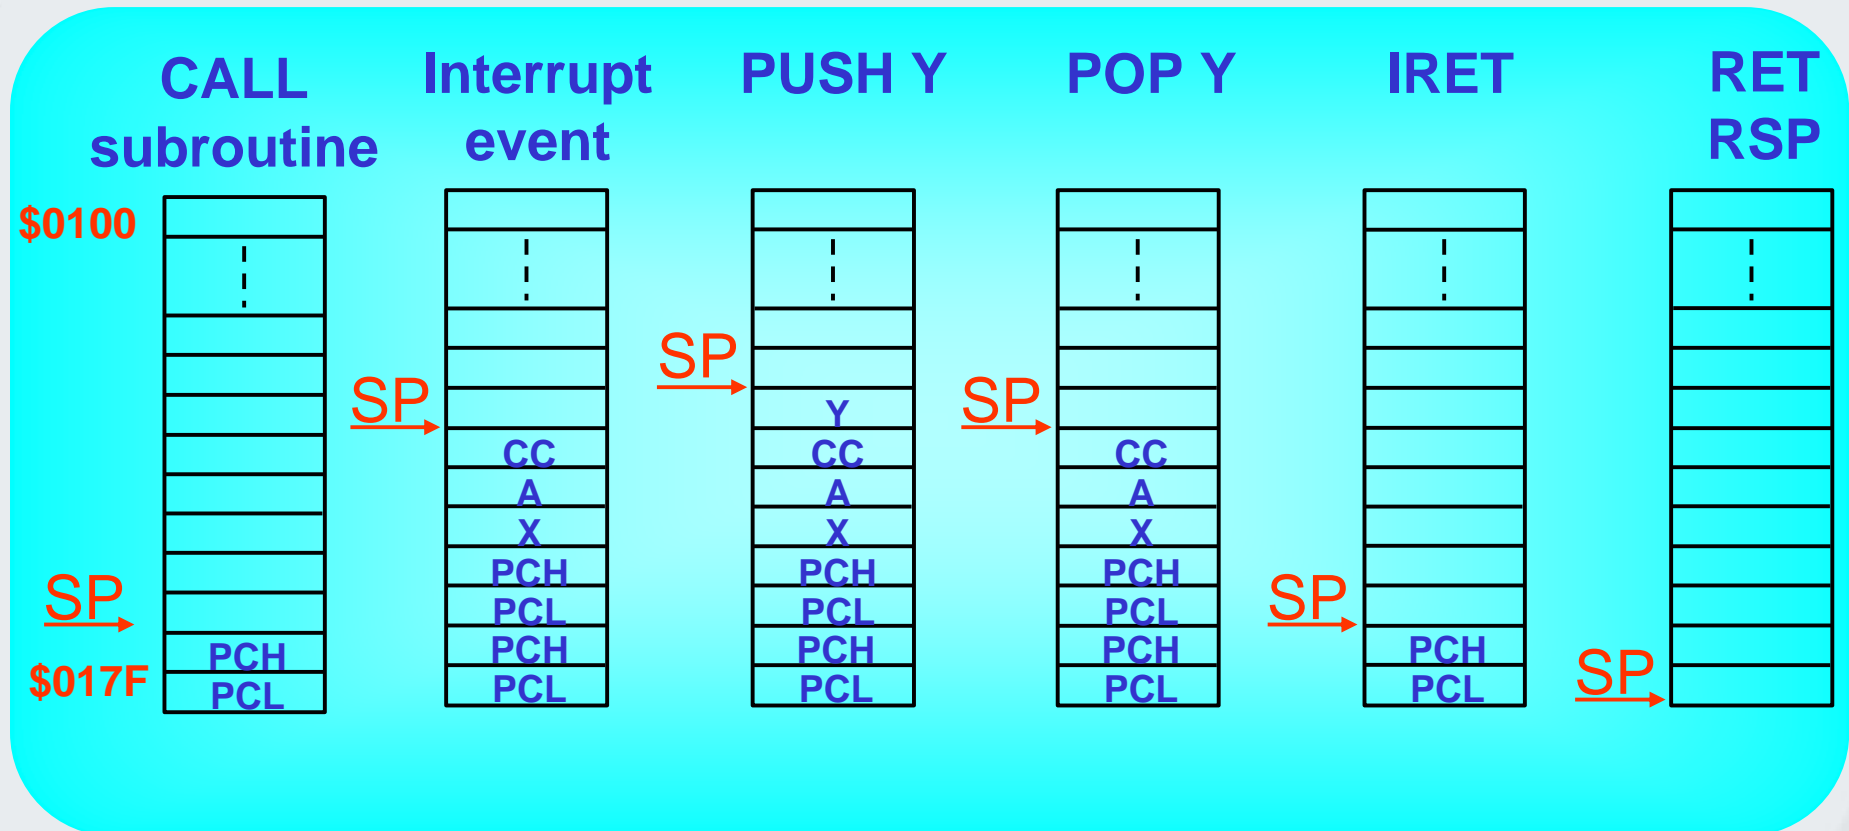 CALL
subroutine
Interrupt
event
PUSH Y
POP Y
IRET
RET
RSP
$0100
SP
PCH
$017F
PCL
SP
CC
A
X
PCH
PCL
PCH
PCL
SP
Y
CC
A
X
PCH
PCL
PCH
PCL
SP
CC
A
X
PCH
PCL
PCH
PCL
SP
PCH
PCL
SP